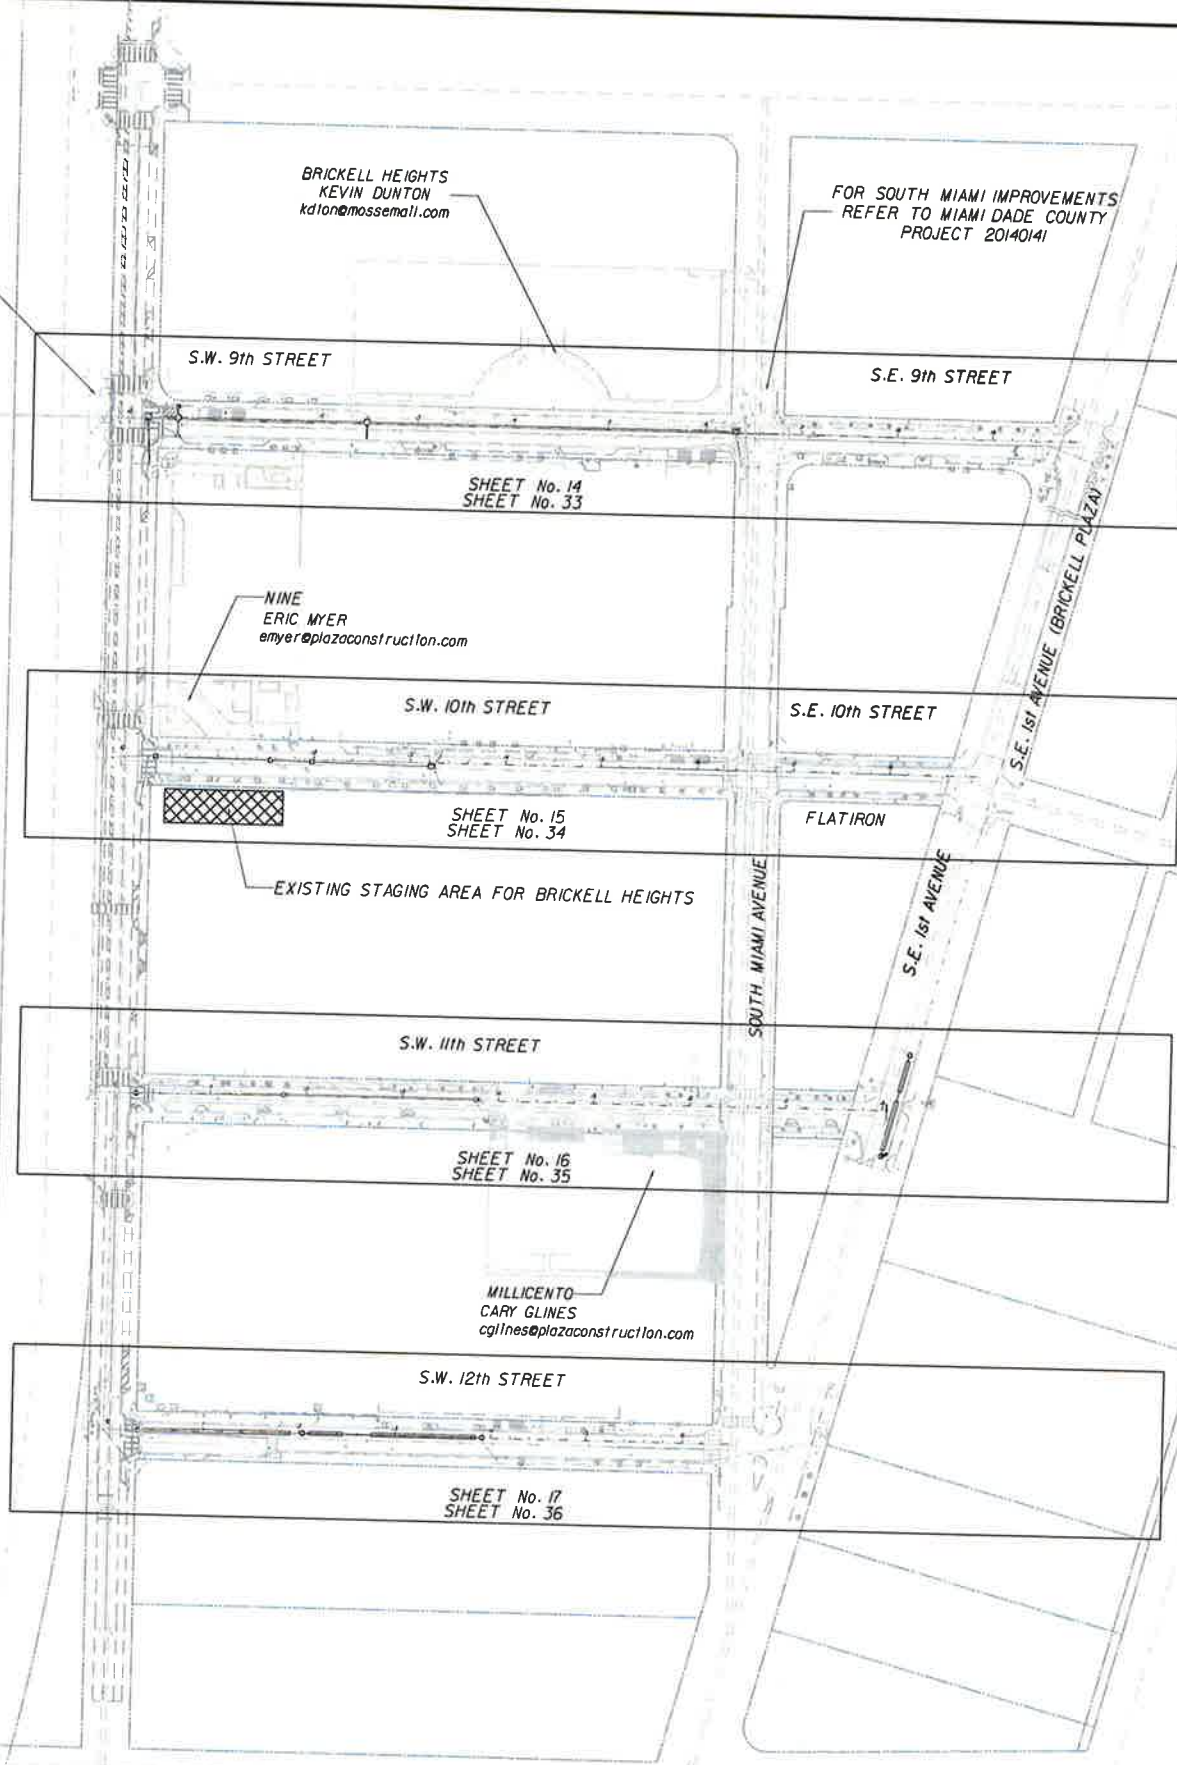 BRICKELL HEIGHTS
KEVIN DUNTON
kdton@mossemail.com
FOR SOUTH MIAMI IMPROVEMENTS
REFER TO MIAMI DADE COUNTY
PROJECT 20140141
S.W. 9th STREET
S.E. 9th STREET
SHEET No. 14
SHEET No. 33
S.E. 1st AVENUE (BRICKELL PLAZA)
NINE
ERIC MYER
emyer@plazaconstruction.com
S.W. 10th STREET
S.E. 10th STREET
SHEET No. 15
SHEET No. 34
FLATIRON
EXISTING STAGING AREA FOR BRICKELL HEIGHTS
SOUTH MIAMI AVENUE
S.E. 1st AVENUE
S.W. 11th STREET
SHEET No. 16
SHEET No. 35
MILLICENTO
CARY GLINES
cglines@plazaconstruction.com
S.W. 12th STREET
SHEET No. 17
SHEET No. 36